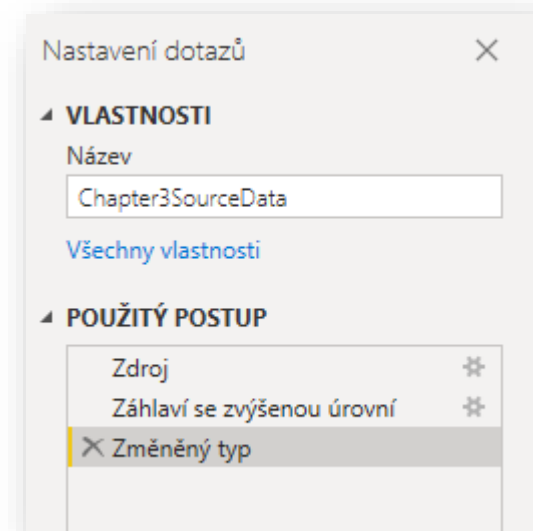 Nastavení dotazů
VLASTNOSTI
Název
Chapter3SourceData
Všechny vlastnosti
POUŽITÝ POSTUP
Zdroj
Záhlaví se zvýšenou úrovní
Změněný typ